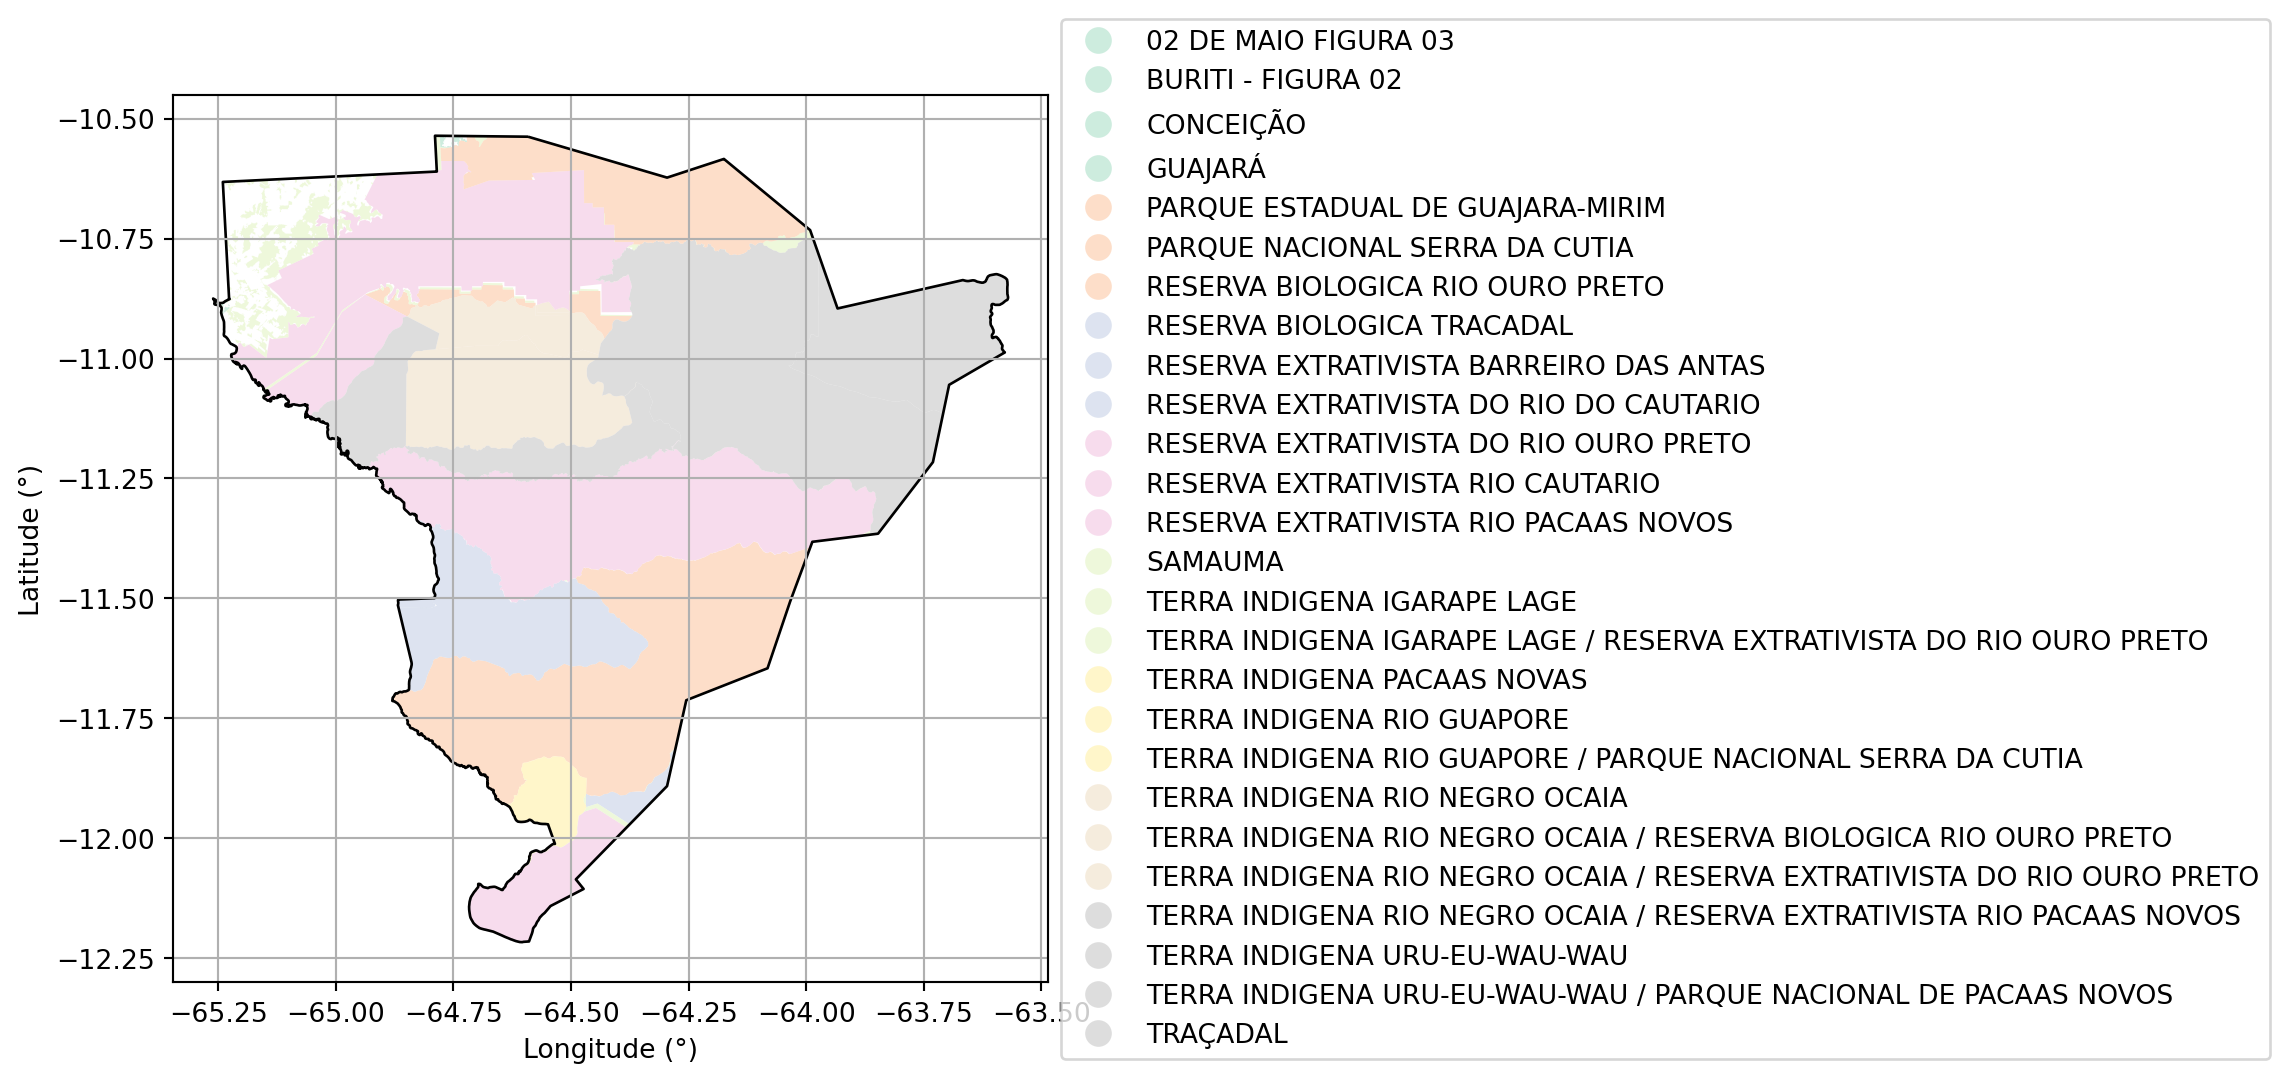 −10.50
−10.75
−11.00
−11.25
−11.50
−11.75
−12.00
−12.25
Latitude (°)
−65.25 −65.00 −64.75 −64.50 −64.25 −64.00 −63.75 −63.50
Longitude (°)
02 DE MAIO FIGURA 03
BURITI - FIGURA 02
CONCEIÇÃO
GUAJARÁ
PARQUE ESTADUAL DE GUAJARA-MIRIM
PARQUE NACIONAL SERRA DA CUTIA
RESERVA BIOLOGICA RIO OURO PRETO
RESERVA BIOLOGICA TRACADAL
RESERVA EXTRATIVISTA BARREIRO DAS ANTAS
RESERVA EXTRATIVISTA DO RIO DO CAUTARIO
RESERVA EXTRATIVISTA DO RIO OURO PRETO
RESERVA EXTRATIVISTA RIO CAUTARIO
RESERVA EXTRATIVISTA RIO PACAAS NOVOS
SAMAUMA
TERRA INDIGENA IGARAPE LAGE
TERRA INDIGENA IGARAPE LAGE / RESERVA EXTRATIVISTA DO RIO OURO PRETO
TERRA INDIGENA PACAAS NOVAS
TERRA INDIGENA RIO GUAPORE
TERRA INDIGENA RIO GUAPORE / PARQUE NACIONAL SERRA DA CUTIA
TERRA INDIGENA RIO NEGRO OCAIA
TERRA INDIGENA RIO NEGRO OCAIA / RESERVA BIOLOGICA RIO OURO PRETO
TERRA INDIGENA RIO NEGRO OCAIA / RESERVA EXTRATIVISTA DO RIO OURO PRETO
TERRA INDIGENA RIO NEGRO OCAIA / RESERVA EXTRATIVISTA RIO PACAAS NOVOS
TERRA INDIGENA URU-EU-WAU-WAU
TERRA INDIGENA URU-EU-WAU-WAU / PARQUE NACIONAL DE PACAAS NOVOS
TRAÇADAL